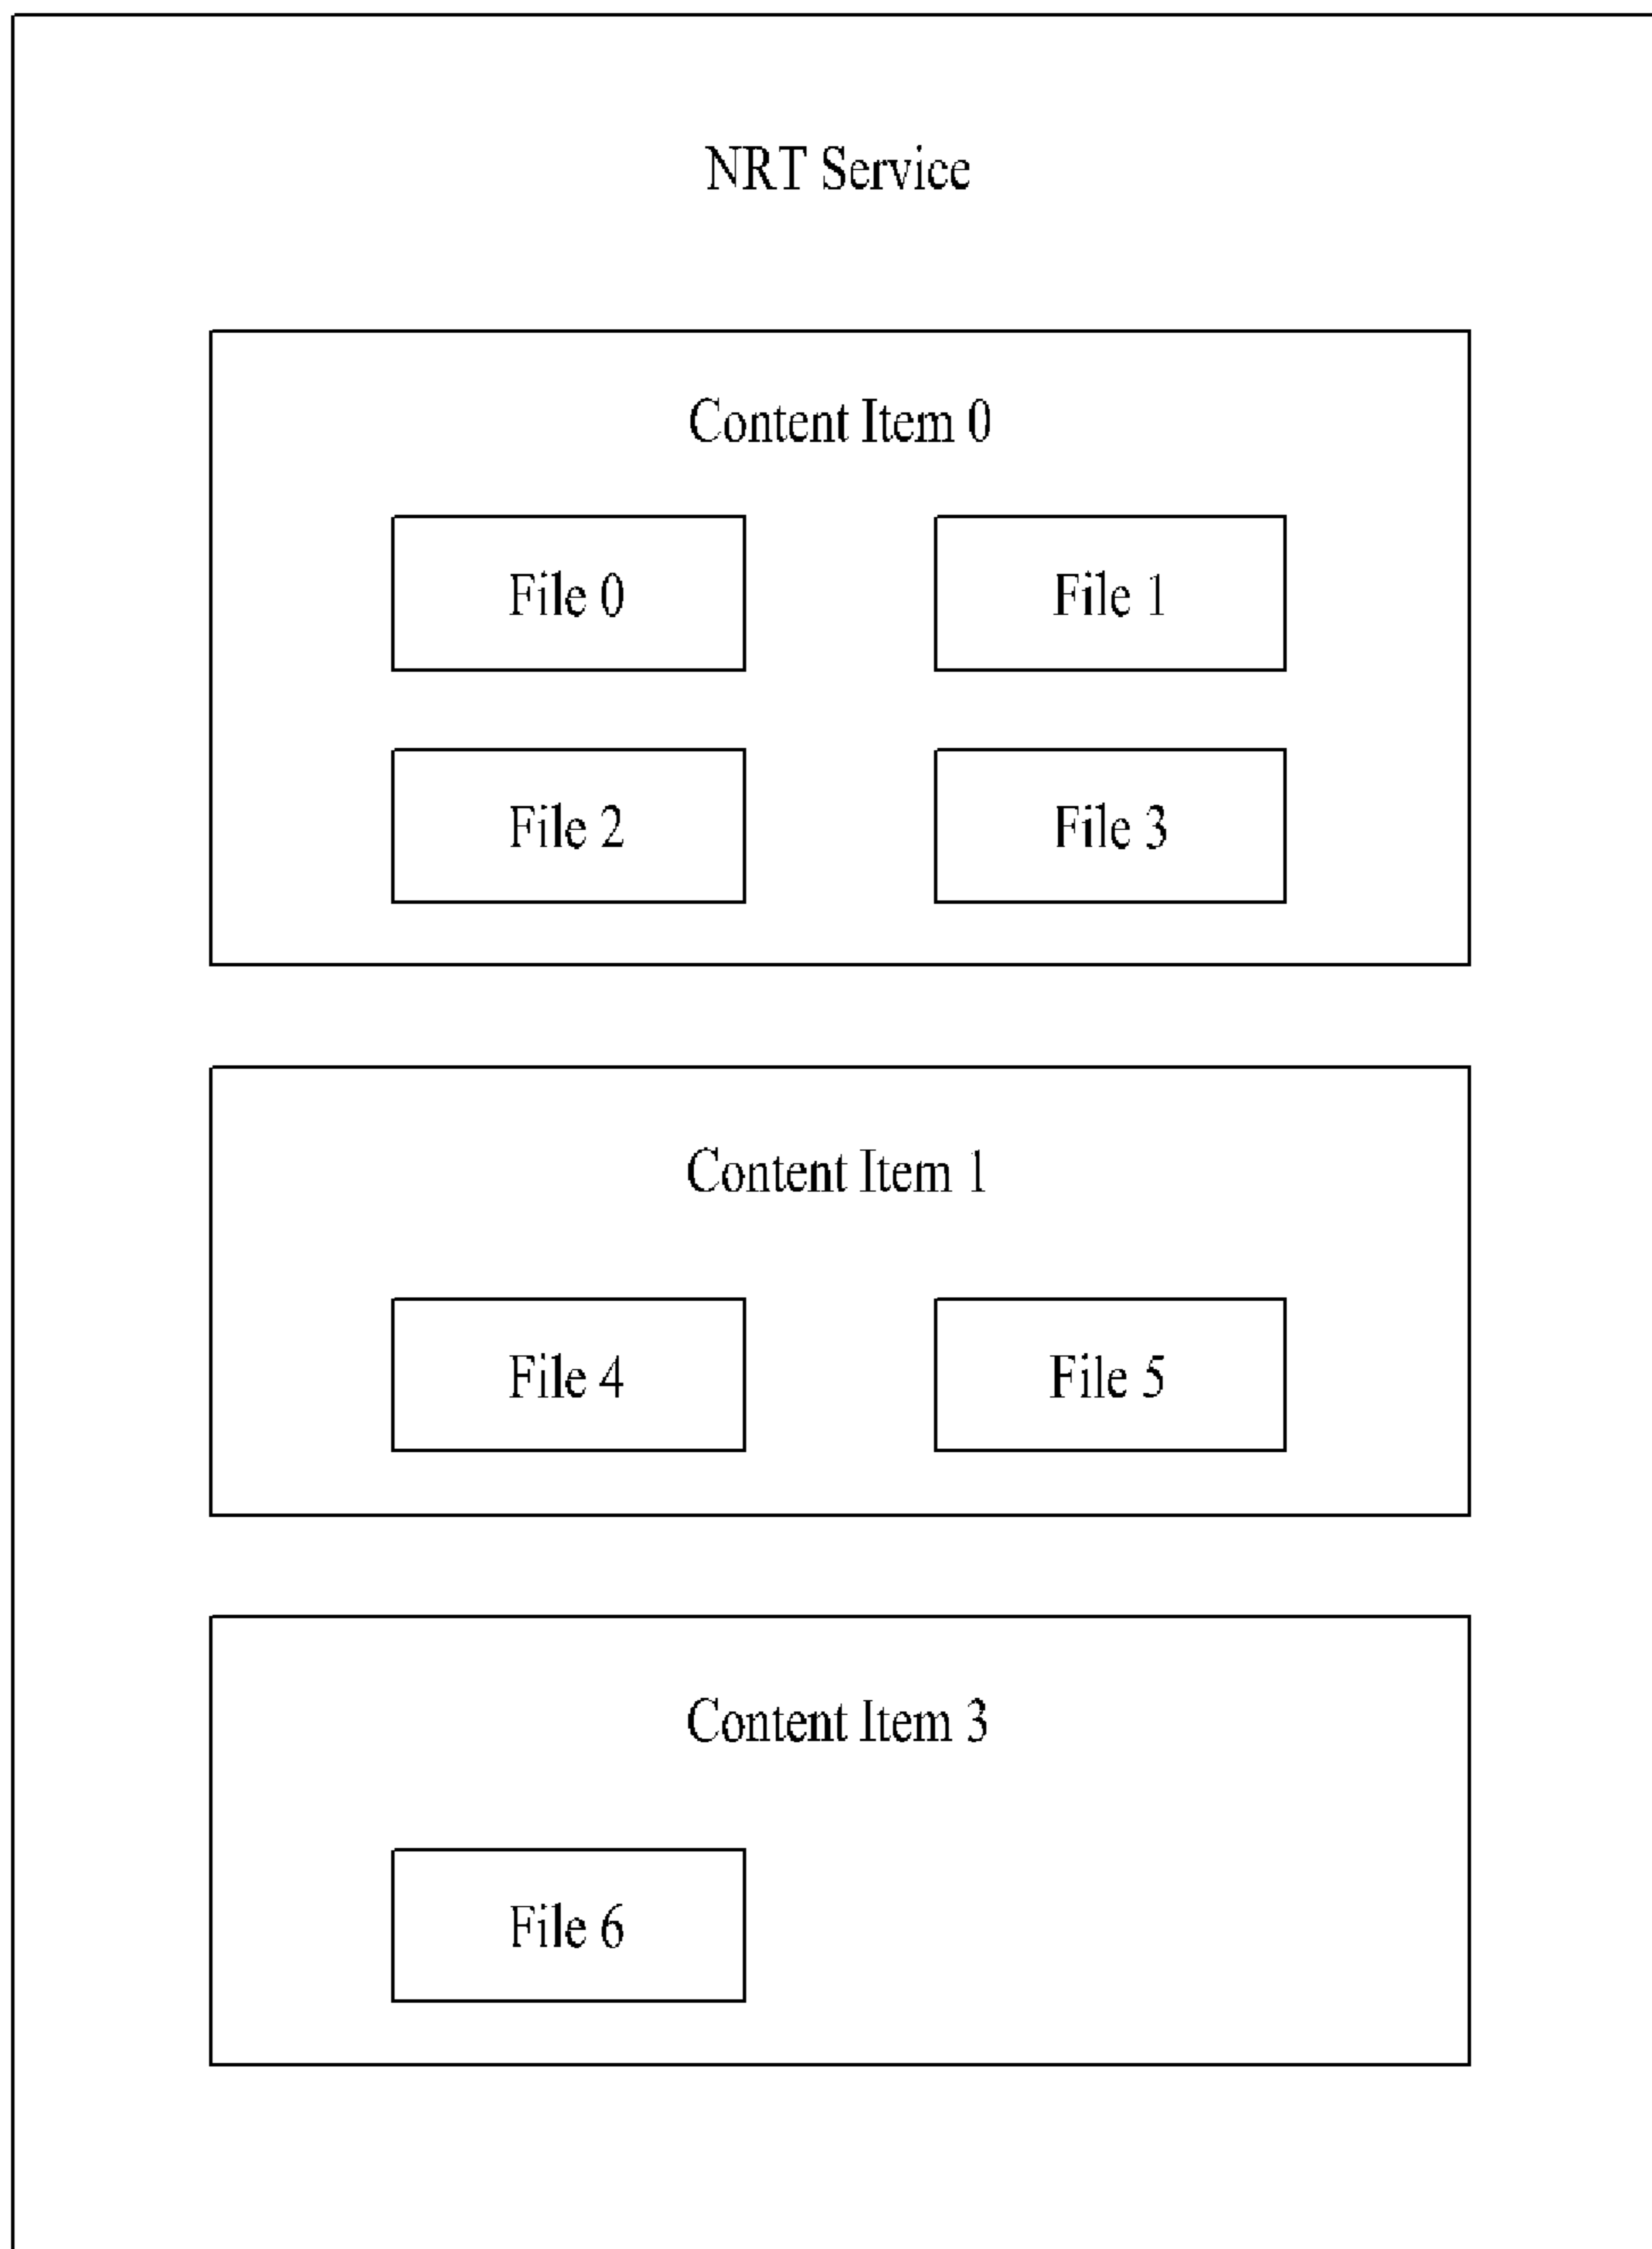 NRT Service
Content Item 0
File 0
File 1
File 2
File 3
Content Item 1
File 4
File 5
Content Item 3
File 6